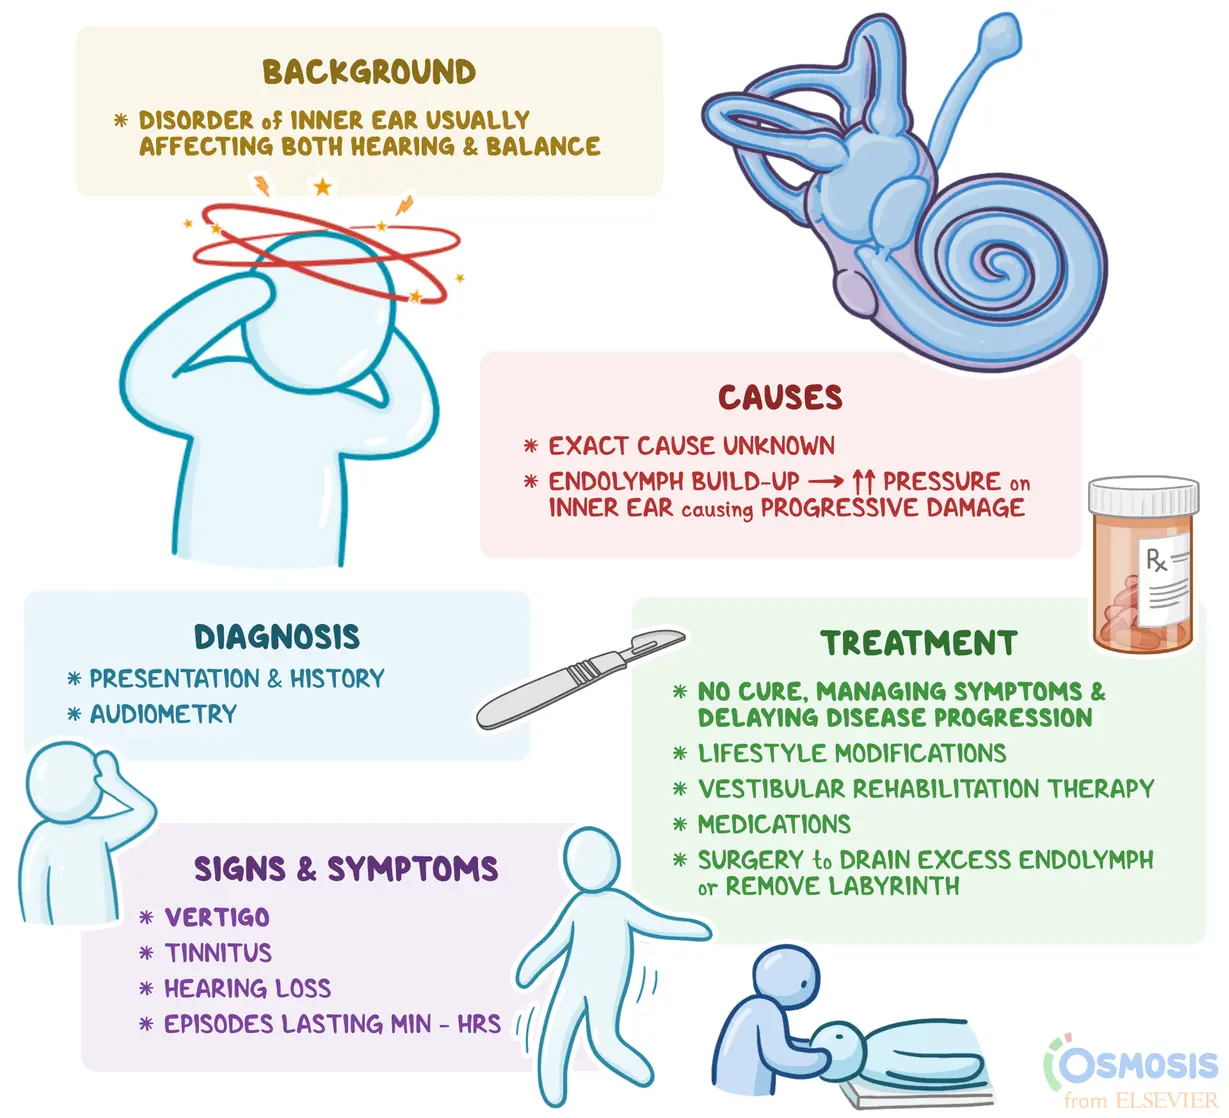 BACKGROUND
* DISORDER of INNER EAR USUALLY
AFFECTING BOTH HEARING & BALANCE
CAUSES
* EXACT CAUSE UNKNOWN
* ENDOLYMPH BUILD-UP → ↑↑ PRESSURE on
INNER EAR causing PROGRESSIVE DAMAGE
Rx
DIAGNOSIS
* PRESENTATION & HISTORY
* AUDIOMETRY
TREATMENT
* NO CURE, MANAGING SYMPTOMS &
DELAYING DISEASE PROGRESSION
* LIFESTYLE MODIFICATIONS
* VESTIBULAR REHABILITATION THERAPY
* MEDICATIONS
* SURGERY to DRAIN EXCESS ENDOLYMPH
or REMOVE LABYRINTH
SIGNS & SYMPTOMS
* VERTIGO
* TINNITUS
* HEARING LOSS
* EPISODES LASTING MIN - HRS
OSMOSIS
from ELSEVIER